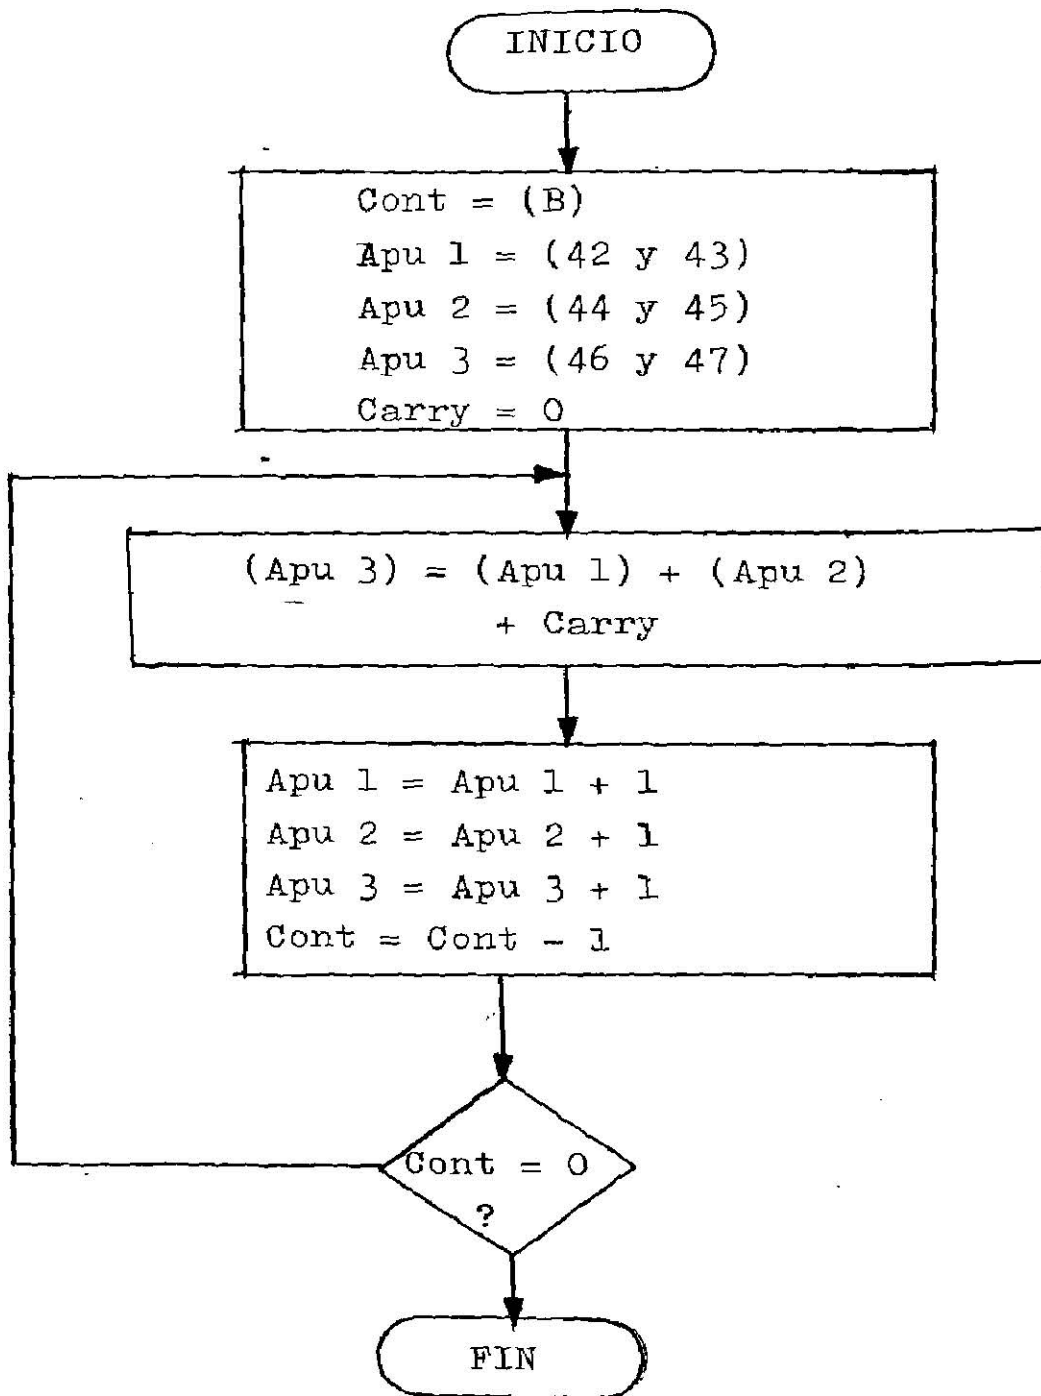 INICIO
Cont = (B)
Apu 1 = (42 y 43)
Apu 2 = (44 y 45)
Apu 3 = (46 y 47)
Carry = 0
(Apu 3) = (Apu 1) + (Apu 2)
+ Carry
Apu 1 = Apu 1 + 1
Apu 2 = Apu 2 + 1
Apu 3 = Apu 3 + 1
Cont = Cont - 1
Cont = 0
?
FIN